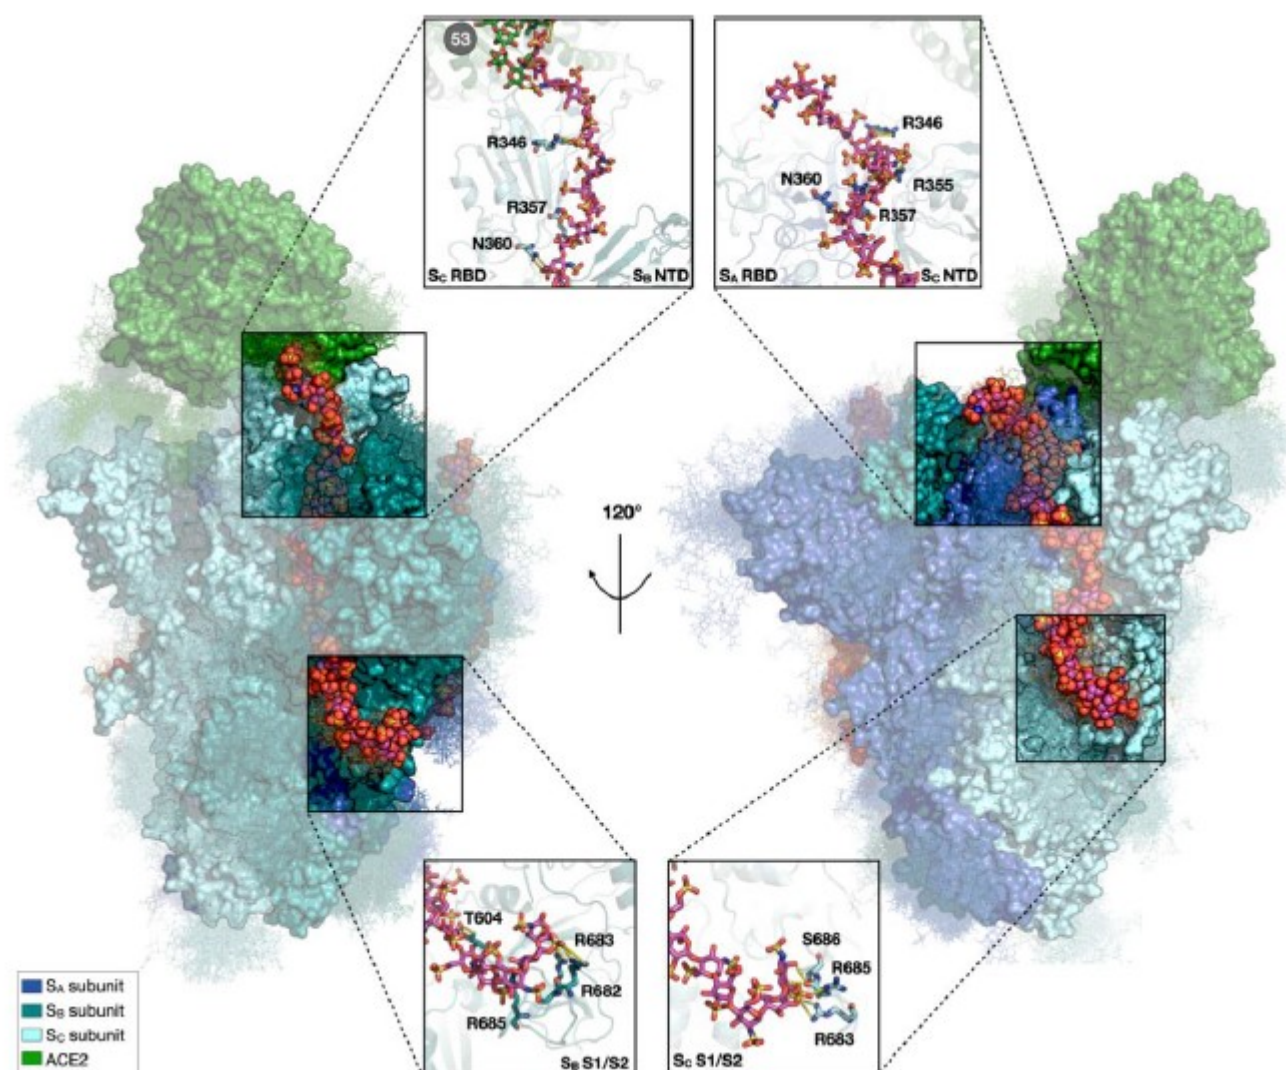 53
R346
R357
N360
Sc RBD
SB NTD
R346
N360
R355
R357
SA RBD
Sc NTD
120°
T604
R683
R682
R685
SB S1/S2
S686
R685
R683
Sc S1/S2
SA subunit
SB subunit
Sc subunit
ACE2